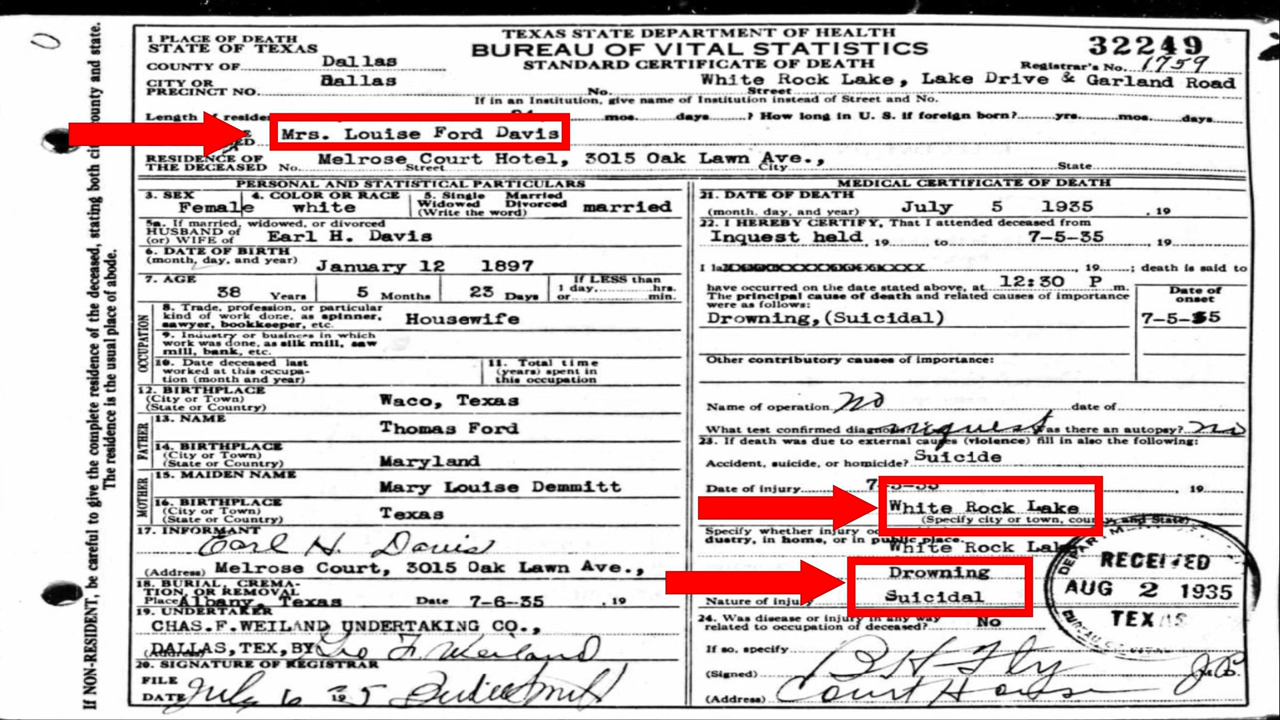 TEXAS STATE DEPARTMENT OF HEALTH
BUREAU OF VITAL STATISTICS
STANDARD CERTIFICATE OF DEATH
32249
Registrar's No. 1759
1 PLACE OF DEATH
STATE OF TEXAS
COUNTY OF Dallas
CITY OR
PRECINCT NO. Dallas
No. Street White Rock Lake, Lake Drive & Garland Road
If in an Institution, give name of Institution instead of Street and No.
Length of mos. days. ? How long in U. S. if foreign born? yrs. mos. days
Mrs. Louise Ford Davis
RESIDENCE OF
THE DECEASED No. Street Melrose Court Hotel, 3015 Oak Lawn Ave., City State
PERSONAL AND STATISTICAL PARTICULARS
3. SEX Female
4. COLOR OR RACE white
5. Single Married
Widowed Divorced
(Write the word) married
5a. If married, widowed, or divorced
HUSBAND of
(or) WIFE of Earl H. Davis
6. DATE OF BIRTH
(month, day, and year) January 12 1897
7. AGE
38 Years 5 Months 23 Days
If LESS than
1 day, hrs.
or min.
OCCUPATION
8. Trade, profession, or particular
kind of work done, as spinner,
sawyer, bookkeeper, etc. Housewife
9. Industry or business in which
work was done, as silk mill, saw
mill, bank, etc.
10. Date deceased last
worked at this occupa-
tion (month and year)
11. Total time
(years) spent in
this occupation
12. BIRTHPLACE
(City or Town)
(State or Country) Waco, Texas
FATHER
13. NAME Thomas Ford
14. BIRTHPLACE
(City or Town)
(State or Country) Maryland
MOTHER
15. MAIDEN NAME Mary Louise Demmitt
16. BIRTHPLACE
(City or Town)
(State or Country) Texas
17. INFORMANT Earl H. Davis
(Address) Melrose Court, 3015 Oak Lawn Ave.,
18. BURIAL, CREMA-
TION, OR REMOVAL
Place Albany, Texas Date 7-6-35 , 19
19. UNDERTAKER
CHAS.F.WEILAND UNDERTAKING CO.,
(Address) DALLAS,TEX,BY Weiland
20. SIGNATURE OF REGISTRAR
FILE
DATE July 6
MEDICAL CERTIFICATE OF DEATH
21. DATE OF DEATH
(month, day, and year) July 5 1935 , 19
22. I HEREBY CERTIFY, That I attended deceased from
Inquest held , 19 to 7-5-35 , 19
19 ; death is said to
have occurred on the date stated above, at 12:30 P m.
The principal cause of death and related causes of importance
were as follows:
Date of
onset
Drowning,(Suicidal) 7-5-35
Other contributory causes of importance:
Name of operation no date of
What test confirmed inquest Was there an autopsy? no
23. If death was due to external causes (violence) fill in also the following:
Accident, suicide, or homicide? Suicide
Date of injury 7-5-35 19
White Rock Lake
(Specify city or town, county, and State)
Specify whether injury
dustry, in home, or in public place.
White Rock Lake
Drowning
Nature of injury Suicidal
24. Was disease or injury in any way
related to occupation of deceased? No
If so, specify
(Signed) B H Fly
(Address) Court House
RECEIVED
AUG 2 1935
TEXAS
If NON-RESIDENT, be careful to give the complete residence of the deceased, stating both city, county and state.
The residence is the usual place of abode.